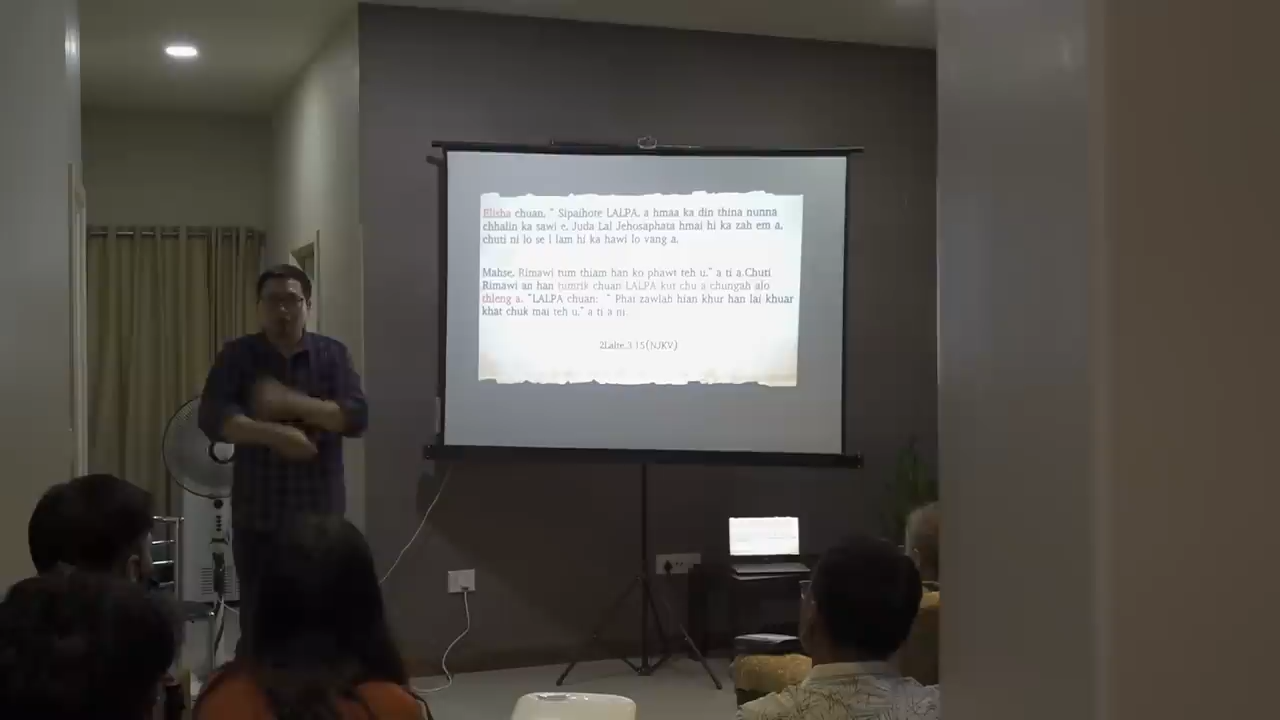 Elisha chuan, " Sipaihote LALPA, a hmaa ka din thina nunna
chhalin ka sawi e, Juda Lal Jehosaphata hmai hi ka zah em a,
chuti ni lo se I lam hi ka hawi lo vang a.
Mahse, Rimawi tum thiam han ko phawt teh u," a ti a.Chuti
Rimawi an han tumrik chuan LALPA kut chu a chungah alo
thleng a, "LALPA chuan: " Phai zawlah hian khur han lai khuar
khat chuk mai teh u," a ti a ni.
2Lalte.3:15(NJKV)